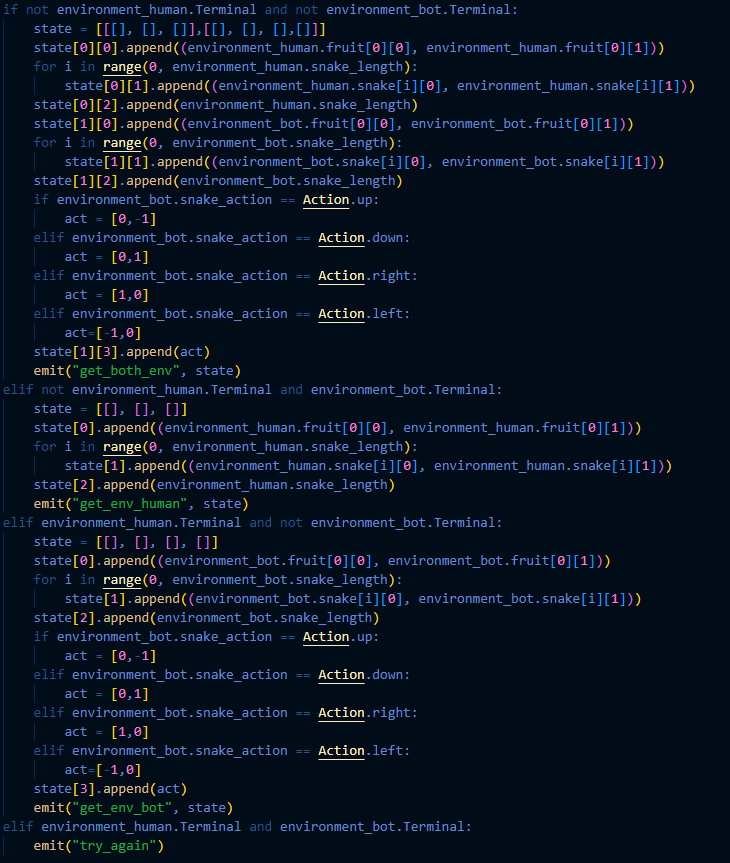 if not environment_human.Terminal and not environment_bot.Terminal:
    state = [[[], [], []],[[], [], [],[]]]
    state[0][0].append((environment_human.fruit[0][0], environment_human.fruit[0][1]))
    for i in range(0, environment_human.snake_length):
        state[0][1].append((environment_human.snake[i][0], environment_human.snake[i][1]))
    state[0][2].append(environment_human.snake_length)
    state[1][0].append((environment_bot.fruit[0][0], environment_bot.fruit[0][1]))
    for i in range(0, environment_bot.snake_length):
        state[1][1].append((environment_bot.snake[i][0], environment_bot.snake[i][1]))
    state[1][2].append(environment_bot.snake_length)
    if environment_bot.snake_action == Action.up:
        act = [0,-1]
    elif environment_bot.snake_action == Action.down:
        act = [0,1]
    elif environment_bot.snake_action == Action.right:
        act = [1,0]
    elif environment_bot.snake_action == Action.left:
        act=[-1,0]
    state[1][3].append(act)
    emit("get_both_env", state)
elif not environment_human.Terminal and environment_bot.Terminal:
    state = [[], [], []]
    state[0].append((environment_human.fruit[0][0], environment_human.fruit[0][1]))
    for i in range(0, environment_human.snake_length):
        state[1].append((environment_human.snake[i][0], environment_human.snake[i][1]))
    state[2].append(environment_human.snake_length)
    emit("get_env_human", state)
elif environment_human.Terminal and not environment_bot.Terminal:
    state = [[], [], [], []]
    state[0].append((environment_bot.fruit[0][0], environment_bot.fruit[0][1]))
    for i in range(0, environment_bot.snake_length):
        state[1].append((environment_bot.snake[i][0], environment_bot.snake[i][1]))
    state[2].append(environment_bot.snake_length)
    if environment_bot.snake_action == Action.up:
        act = [0,-1]
    elif environment_bot.snake_action == Action.down:
        act = [0,1]
    elif environment_bot.snake_action == Action.right:
        act = [1,0]
    elif environment_bot.snake_action == Action.left:
        act=[-1,0]
    state[3].append(act)
    emit("get_env_bot", state)
elif environment_human.Terminal and environment_bot.Terminal:
    emit("try_again")